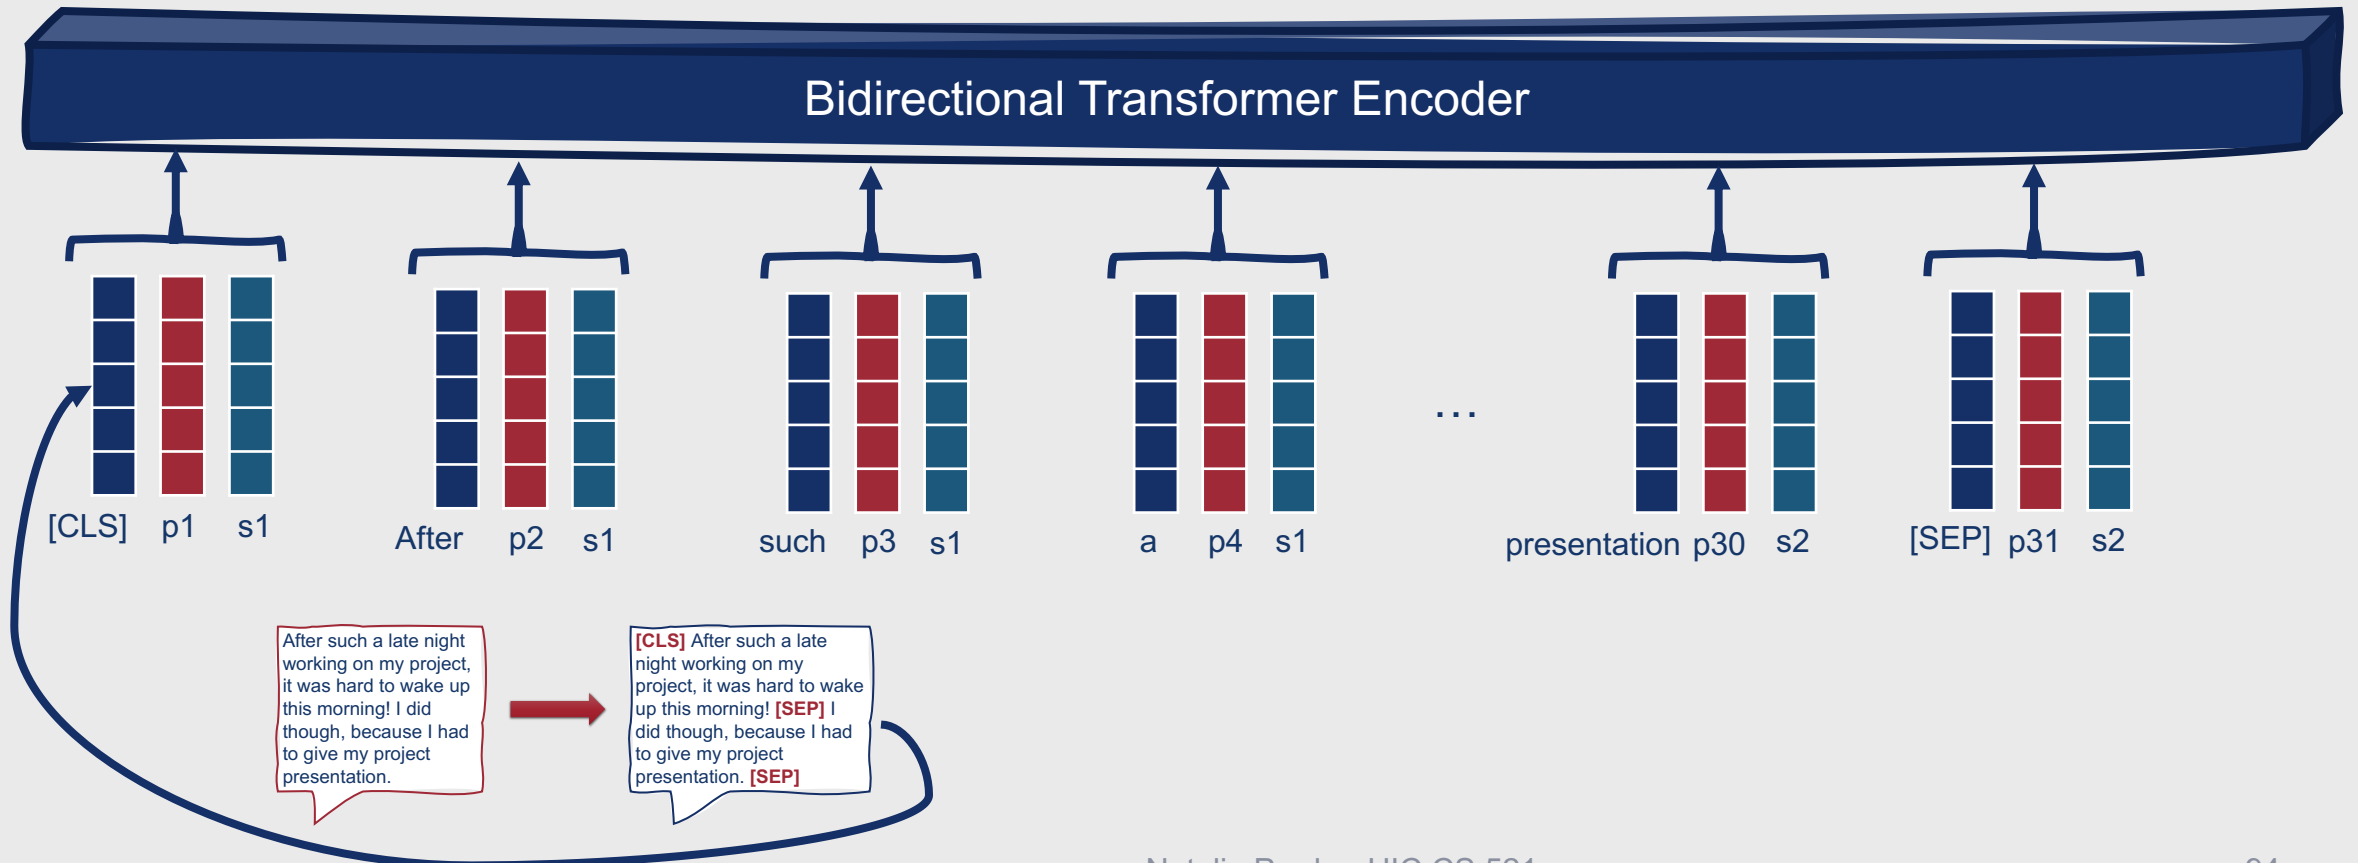 Bidirectional Transformer Encoder
[CLS] p1 s1 After p2 s1 such p3 s1 a p4 s1 ... presentation p30 s2 [SEP] p31 s2
After such a late night
working on my project,
it was hard to wake up
this morning! I did
though, because I had
to give my project
presentation.
[CLS] After such a late
night working on my
project, it was hard to wake
up this morning! [SEP] I
did though, because I had
to give my project
presentation. [SEP]